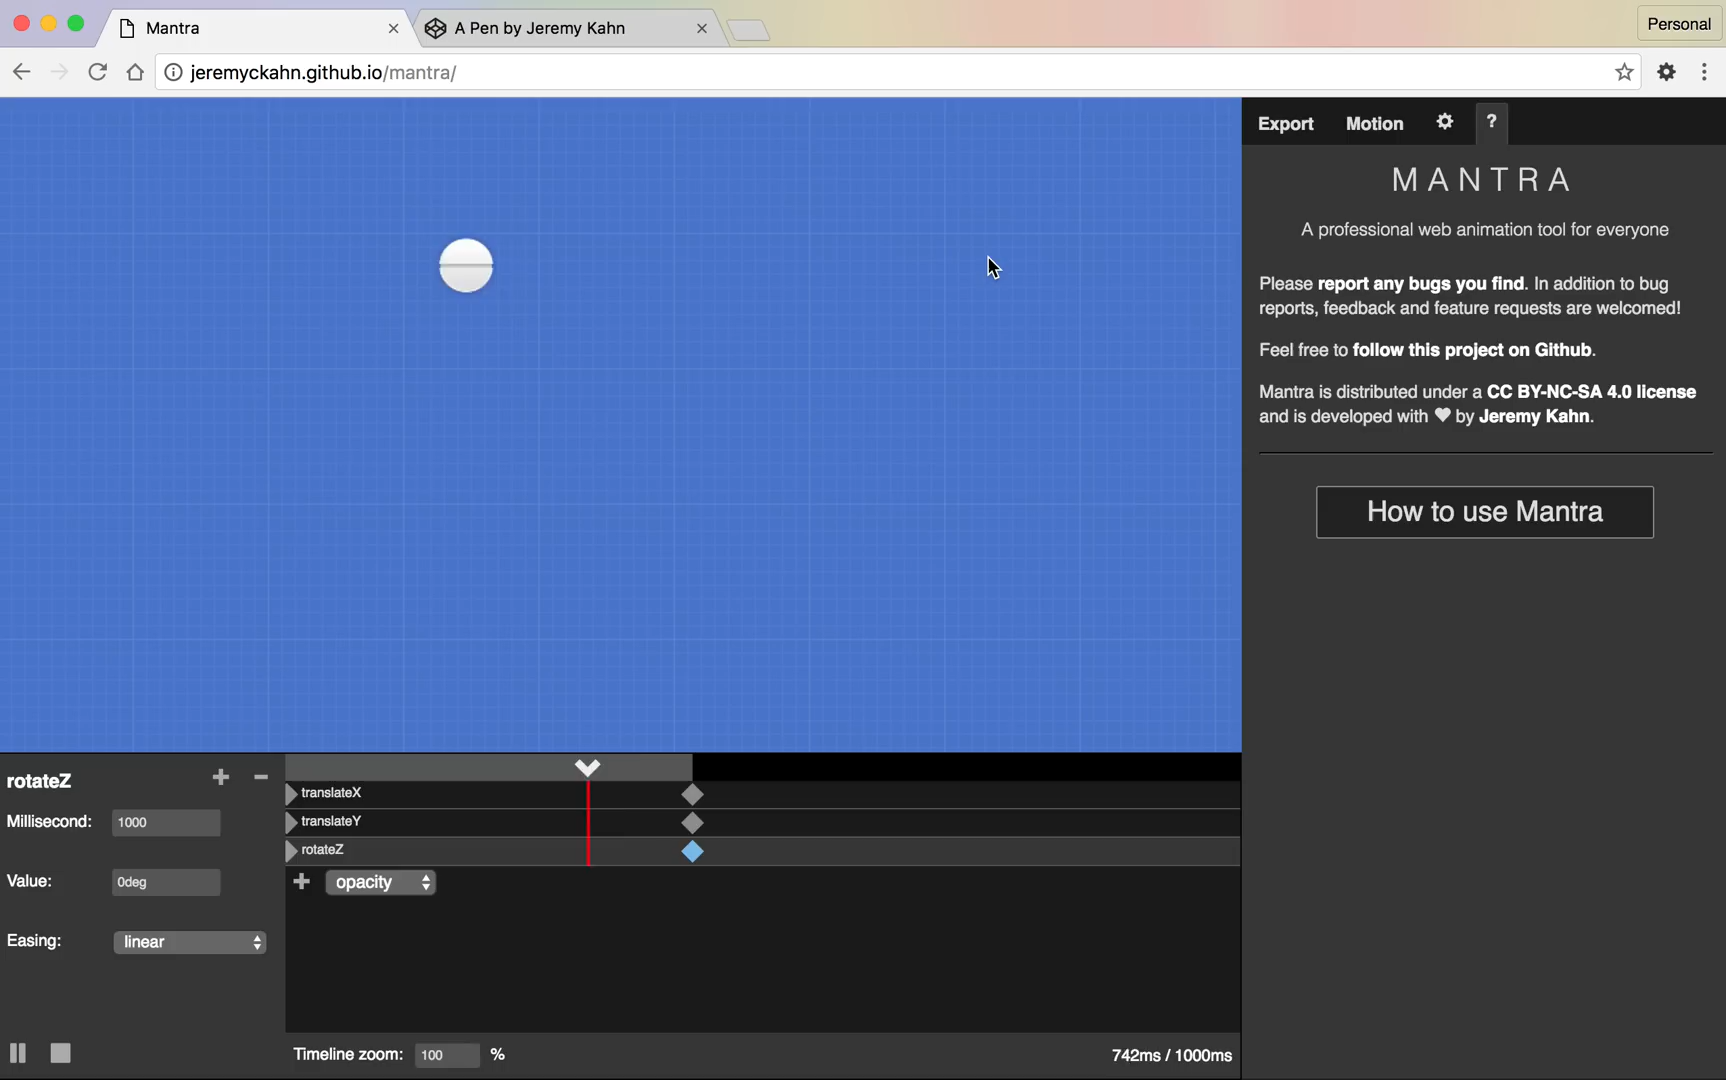 Mantra
A Pen by Jeremy Kahn
Personal
jeremyckahn.github.io/mantra/
Export
Motion
?
MANTRA
A professional web animation tool for everyone
Please report any bugs you find. In addition to bug
reports, feedback and feature requests are welcomed!
Feel free to follow this project on Github.
Mantra is distributed under a CC BY-NC-SA 4.0 license
and is developed with ♥ by Jeremy Kahn.
How to use Mantra
rotateZ
+ −
Millisecond: 1000
Value: 0deg
Easing: linear
translateX
translateY
rotateZ
+ opacity
Timeline zoom: 100 %
742ms / 1000ms